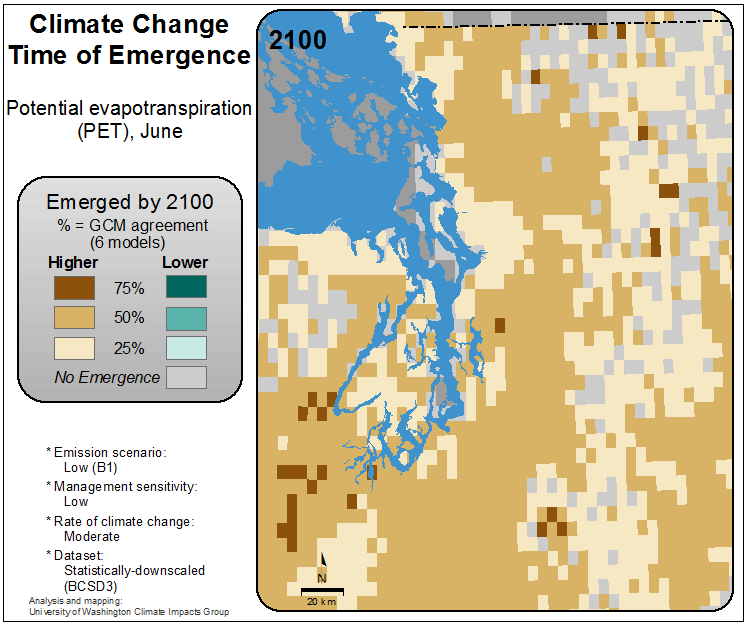 Climate Change
Time of Emergence
Potential evapotranspiration
(PET), June
Emerged by 2100
% = GCM agreement
(6 models)
Higher Lower
75%
50%
25%
No Emergence
* Emission scenario:
Low (B1)
* Management sensitivity:
Low
* Rate of climate change:
Moderate
* Dataset:
Statistically-downscaled
(BCSD3)
Analysis and mapping:
University of Washington Climate Impacts Group
2100
N
20 km